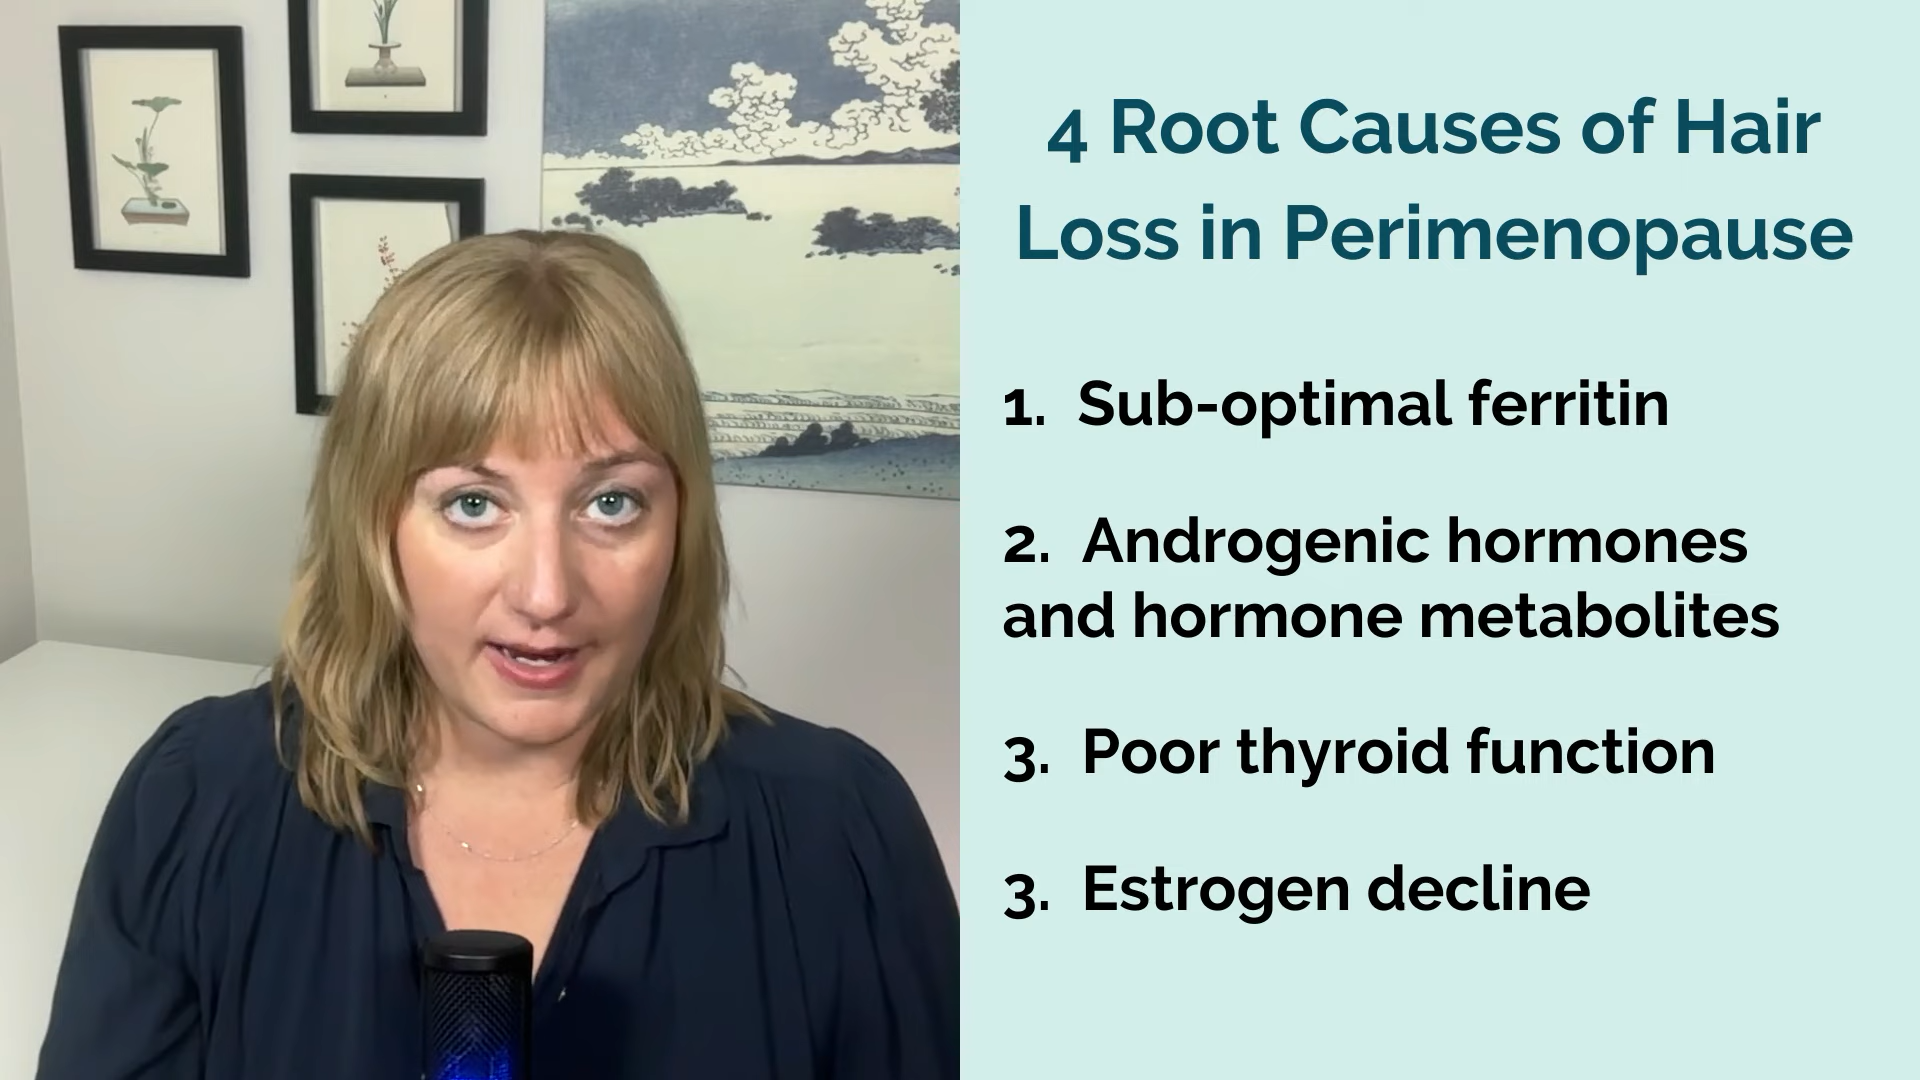 4 Root Causes of Hair
Loss in Perimenopause
1. Sub-optimal ferritin
2. Androgenic hormones
and hormone metabolites
3. Poor thyroid function
3. Estrogen decline